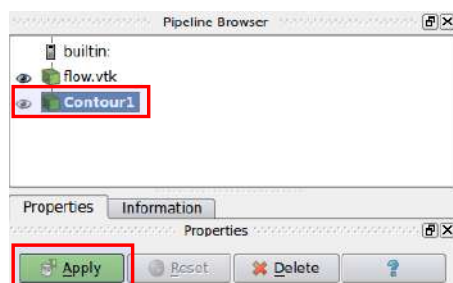 Pipeline Browser
builtin:
flow.vtk
Contour1
Properties Information
Properties
Apply Reset Delete ?